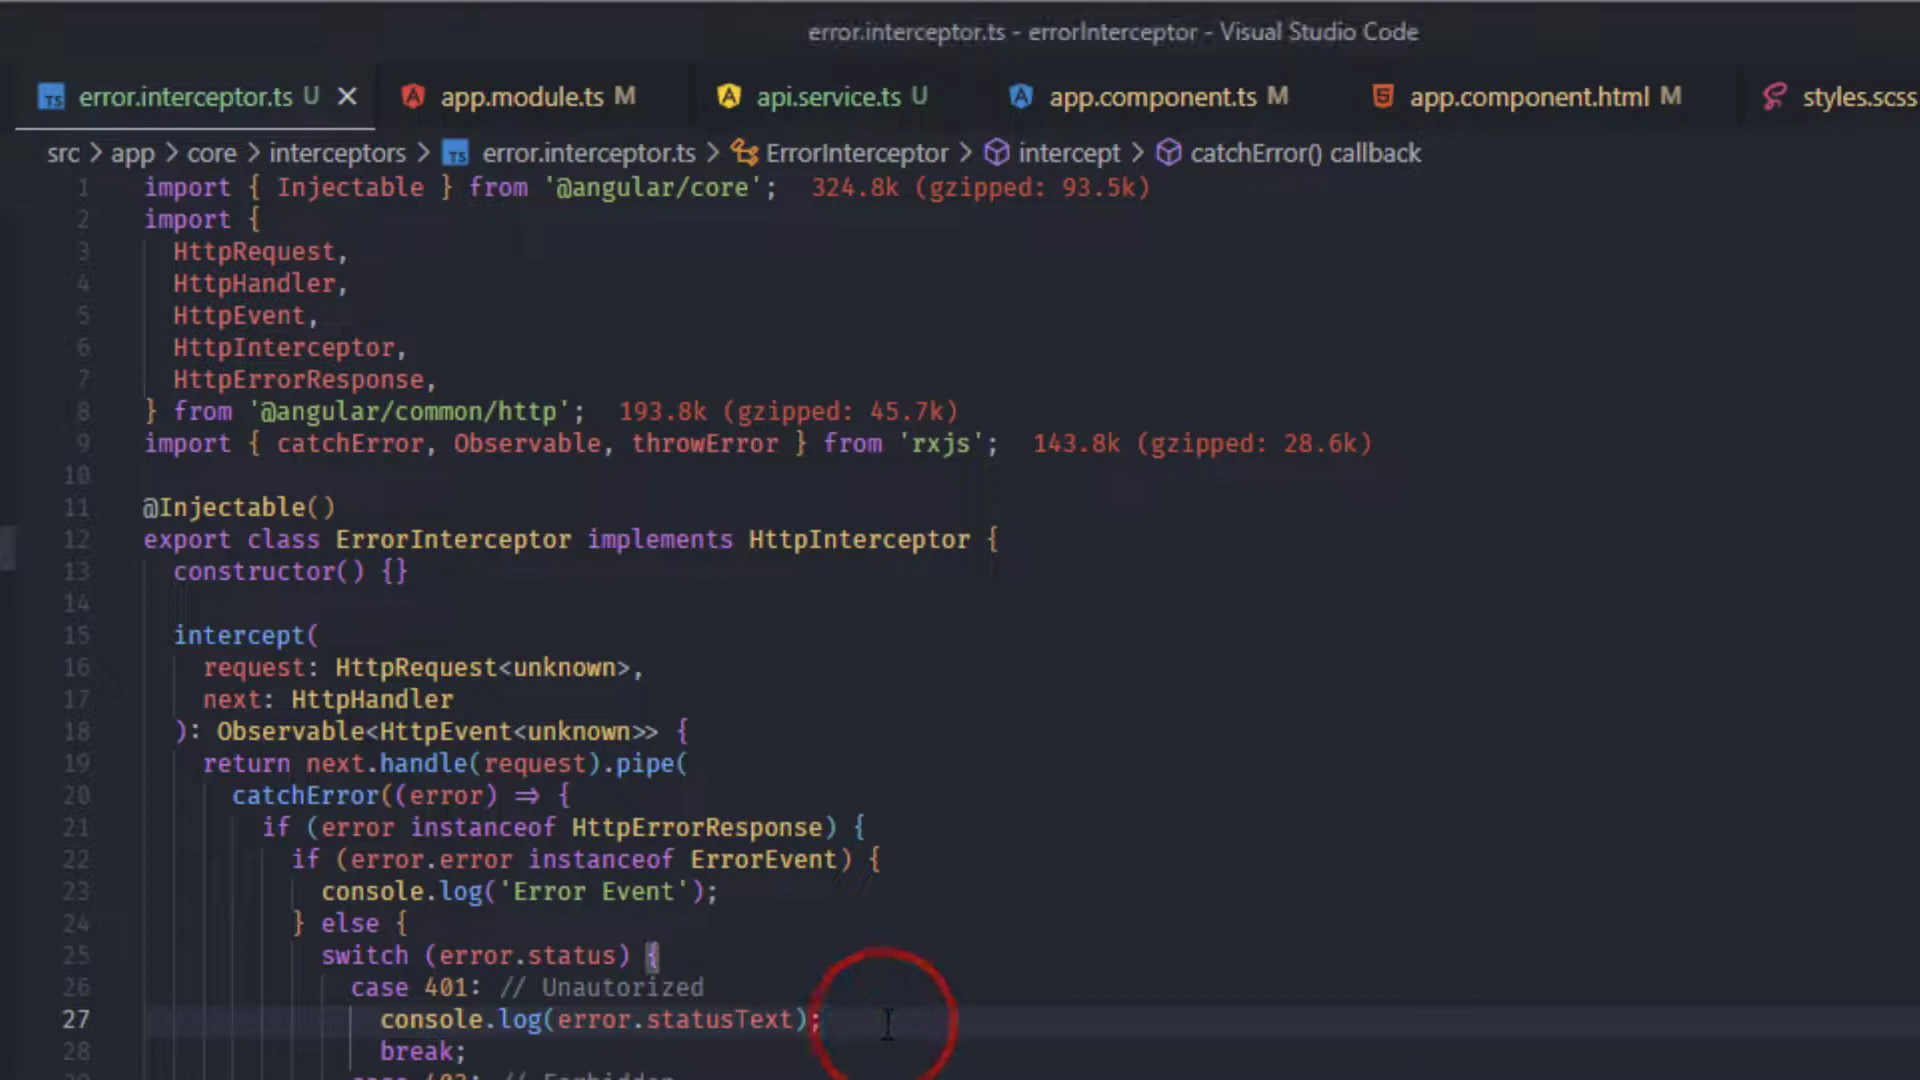 error.interceptor.ts - errorInterceptor - Visual Studio Code
error.interceptor.ts U app.module.ts M api.service.ts U app.component.ts M app.component.html M styles.scss
src > app > core > interceptors > TS error.interceptor.ts > ErrorInterceptor > intercept > catchError() callback
1 import { Injectable } from '@angular/core'; 324.8k (gzipped: 93.5k)
2 import {
3 HttpRequest,
4 HttpHandler,
5 HttpEvent,
6 HttpInterceptor,
7 HttpErrorResponse,
8 } from '@angular/common/http'; 193.8k (gzipped: 45.7k)
9 import { catchError, Observable, throwError } from 'rxjs'; 143.8k (gzipped: 28.6k)
10
11 @Injectable()
12 export class ErrorInterceptor implements HttpInterceptor {
13 constructor() {}
14
15 intercept(
16 request: HttpRequest<unknown>,
17 next: HttpHandler
18 ): Observable<HttpEvent<unknown>> {
19 return next.handle(request).pipe(
20 catchError((error) => {
21 if (error instanceof HttpErrorResponse) {
22 if (error.error instanceof ErrorEvent) {
23 console.log('Error Event');
24 } else {
25 switch (error.status) {
26 case 401: // Unautorized
27 console.log(error.statusText);
28 break;